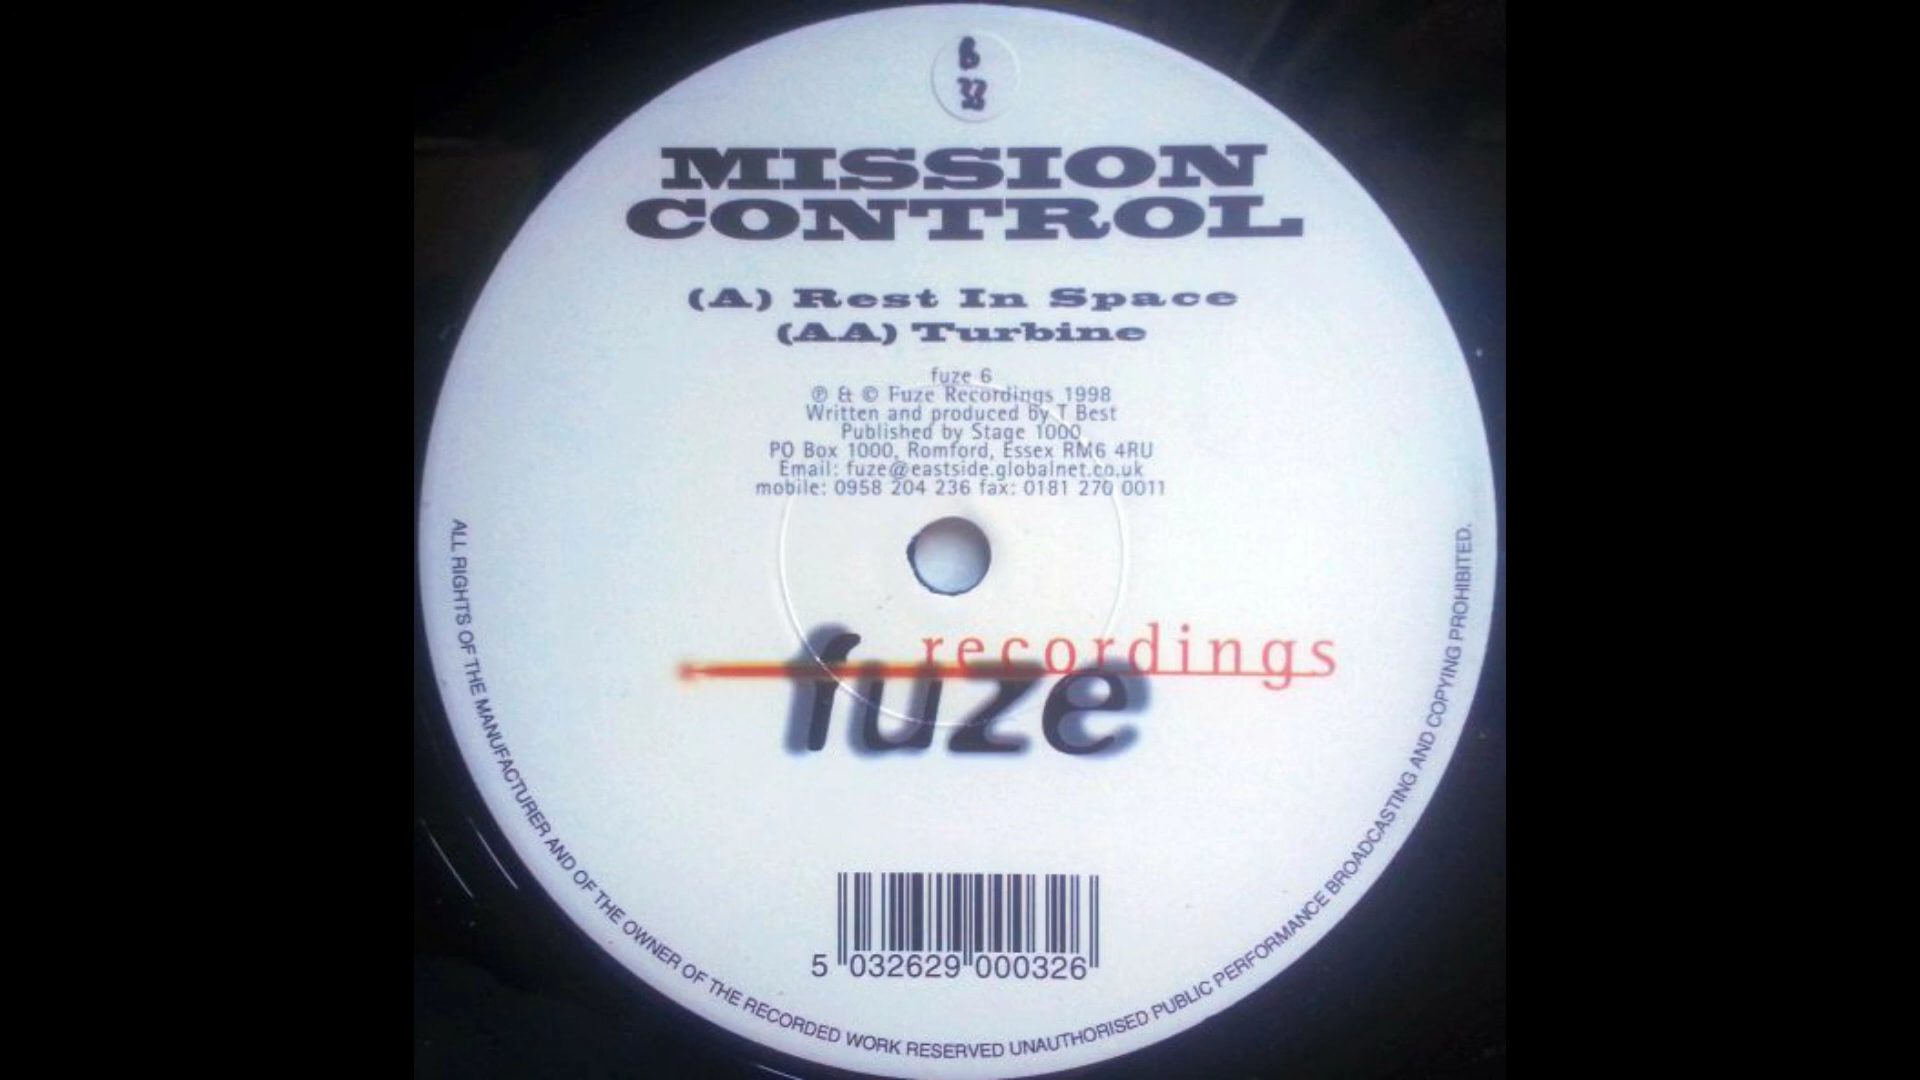 MISSION
CONTROL
(A) Rest In Space
(AA) Turbine
fuze 6
℗ & © Fuze Recordings 1998
Written and produced by T Best
Published by Stage 1000
PO Box 1000, Romford, Essex RM6 4RU
Email: fuze@eastside.globalnet.co.uk
mobile: 0958 204 236 fax: 0181 270 0011
recordings
fuze
5 032629 000326
ALL RIGHTS OF THE MANUFACTURER AND OF THE OWNER OF THE RECORDED WORK RESERVED UNAUTHORISED PUBLIC PERFORMANCE BROADCASTING AND COPYING PROHIBITED.